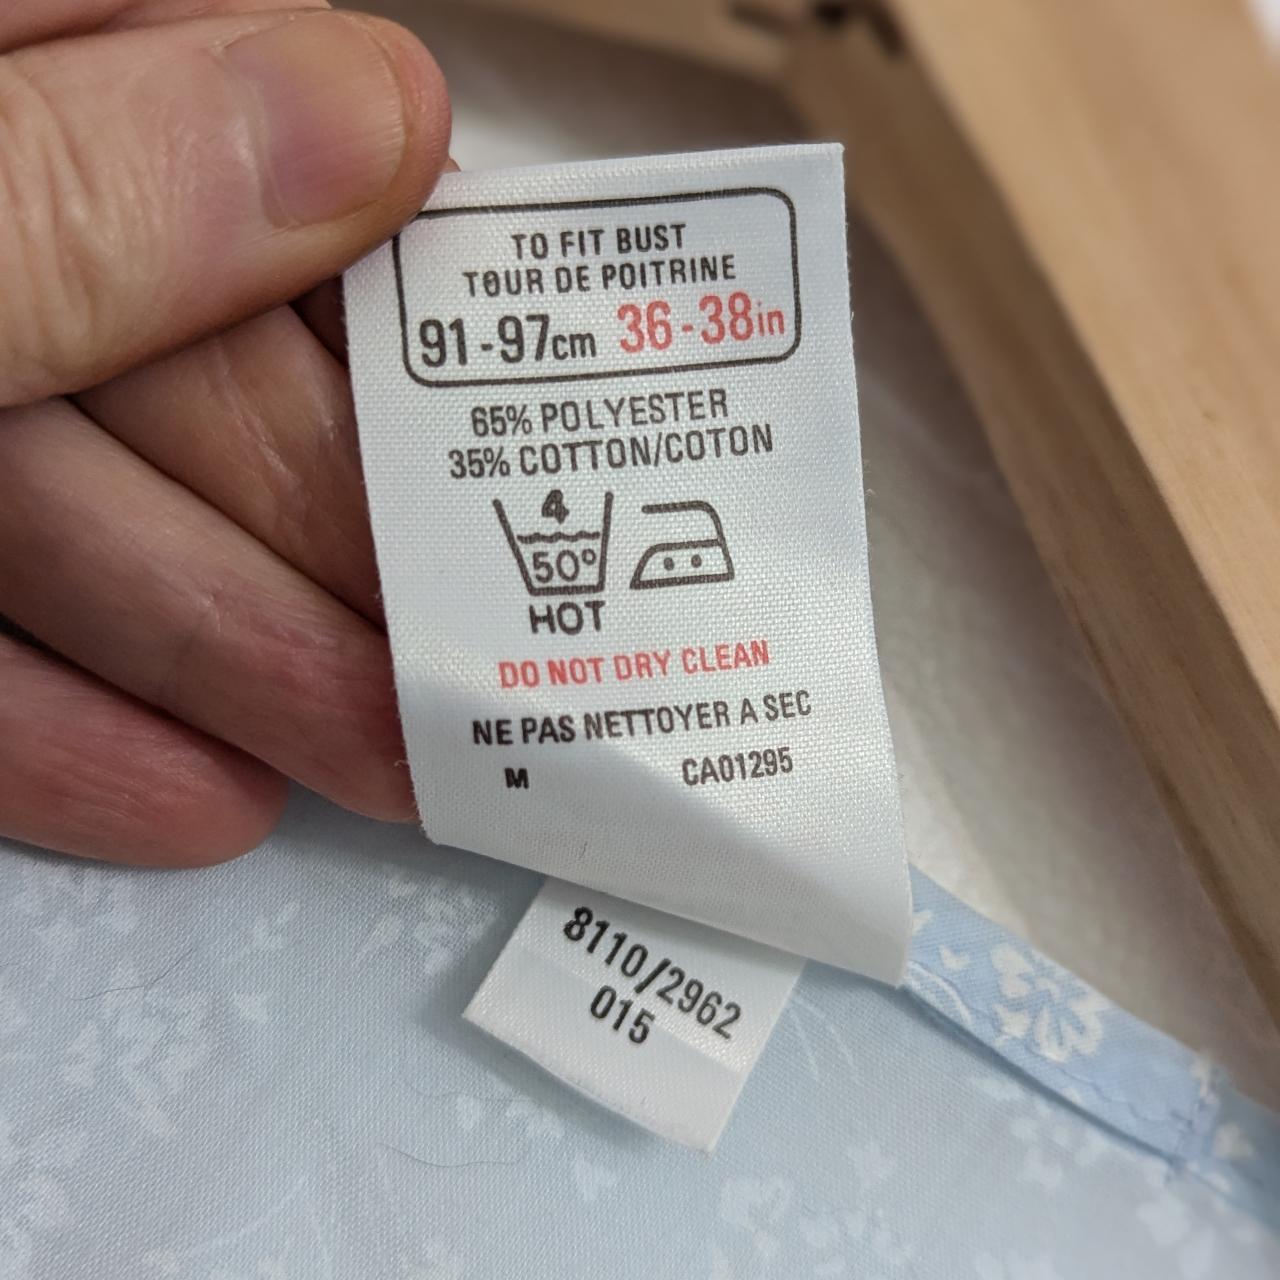 TO FIT BUST
TOUR DE POITRINE
91-97cm 36-38in
65% POLYESTER
35% COTTON/COTON
4
50°
HOT
DO NOT DRY CLEAN
NE PAS NETTOYER A SEC
M CA01295
8110/2962
015